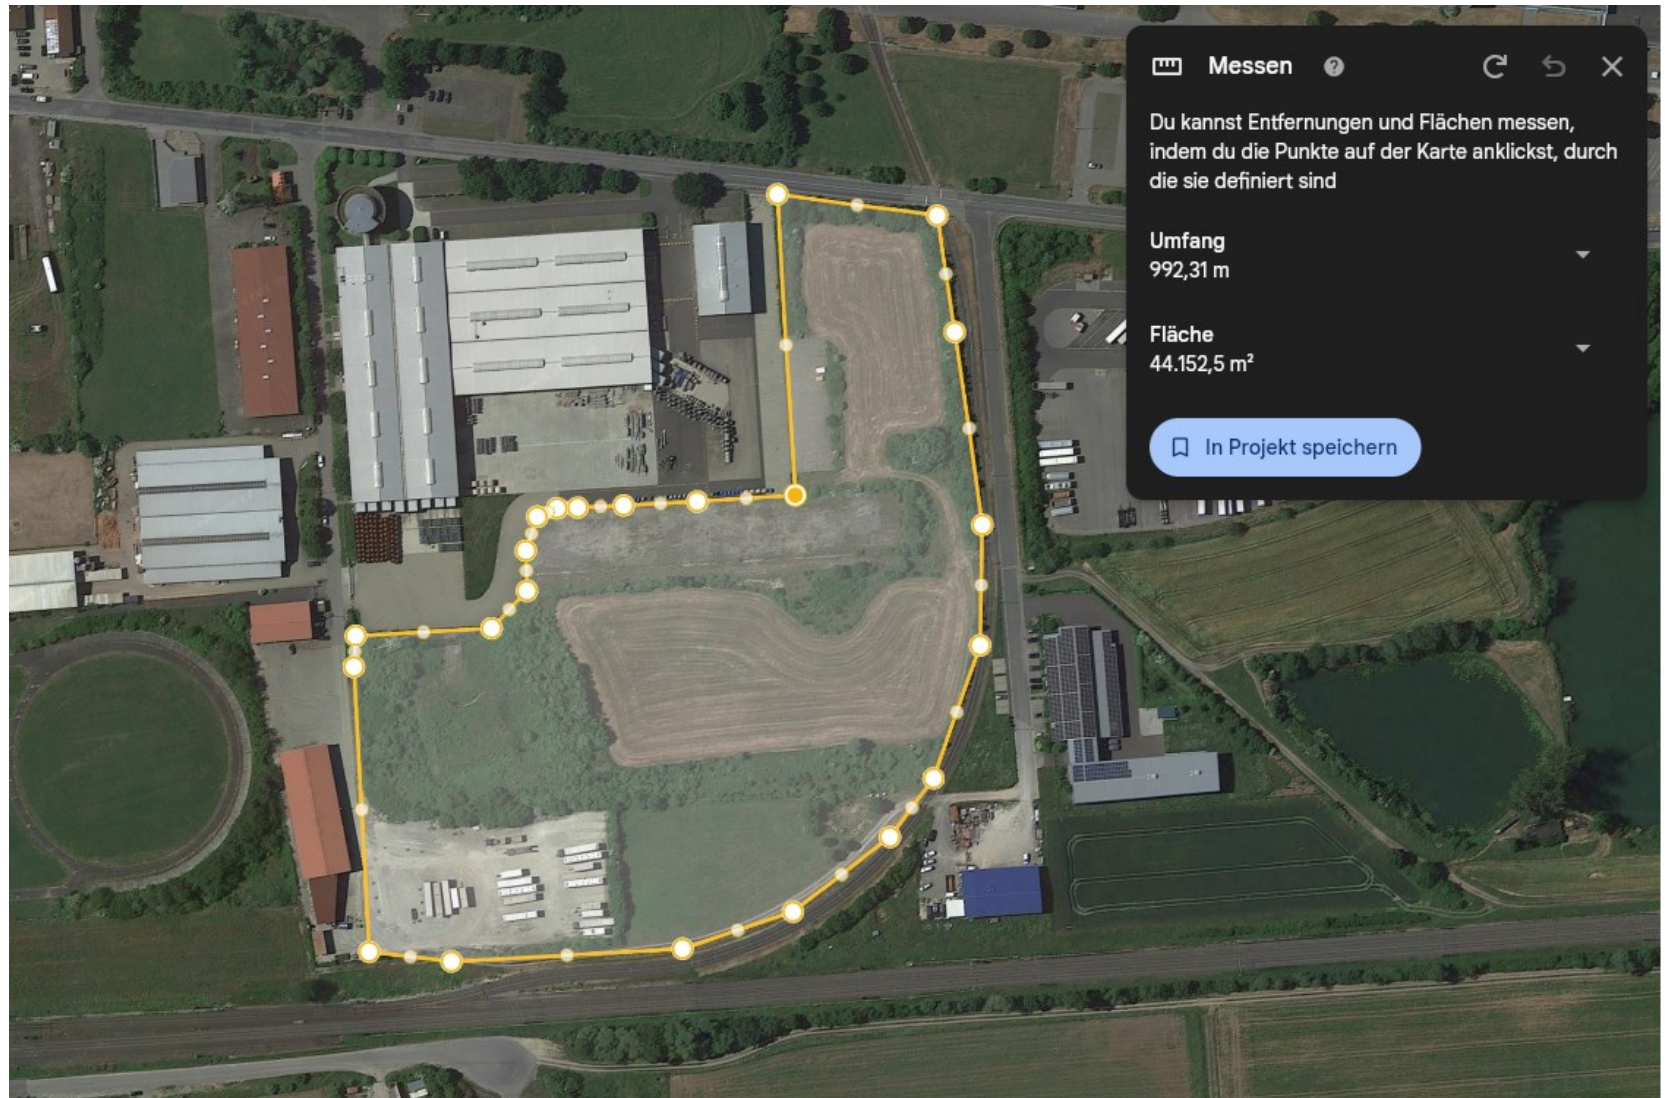 Messen
Du kannst Entfernungen und Flächen messen,
indem du die Punkte auf der Karte anklickst, durch
die sie definiert sind
Umfang
992,31 m
Fläche
44.152,5 m²
In Projekt speichern